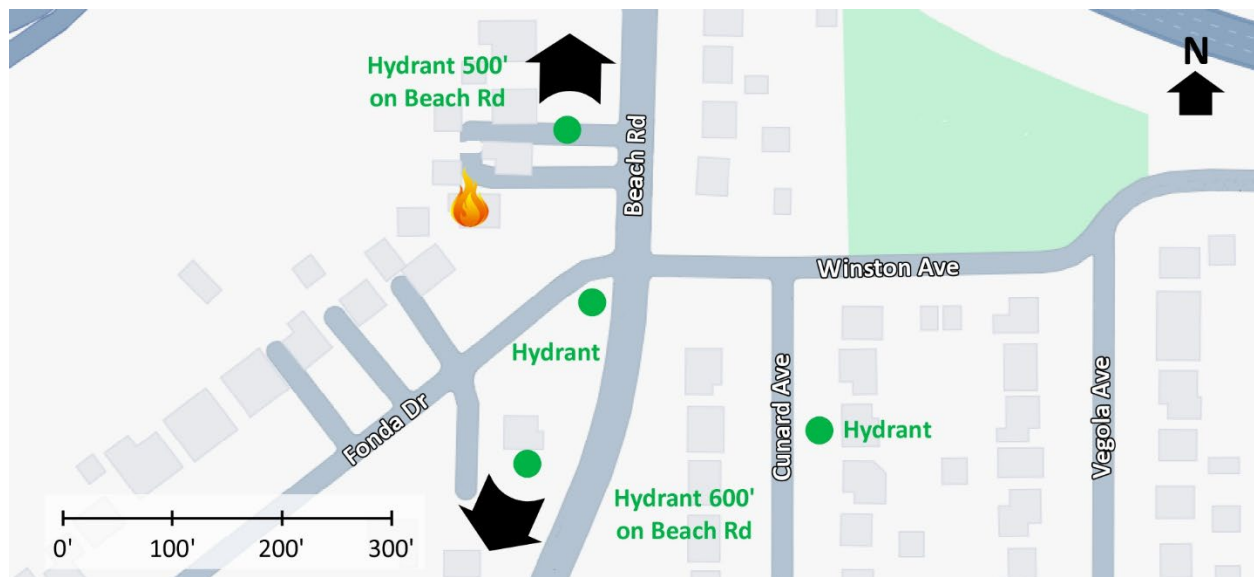 Hydrant 500'
on Beach Rd
N
Beach Rd
Winston Ave
Hydrant
Fonda Dr
Cunard Ave
Hydrant
Vegola Ave
Hydrant 600'
on Beach Rd
0' 100' 200' 300'